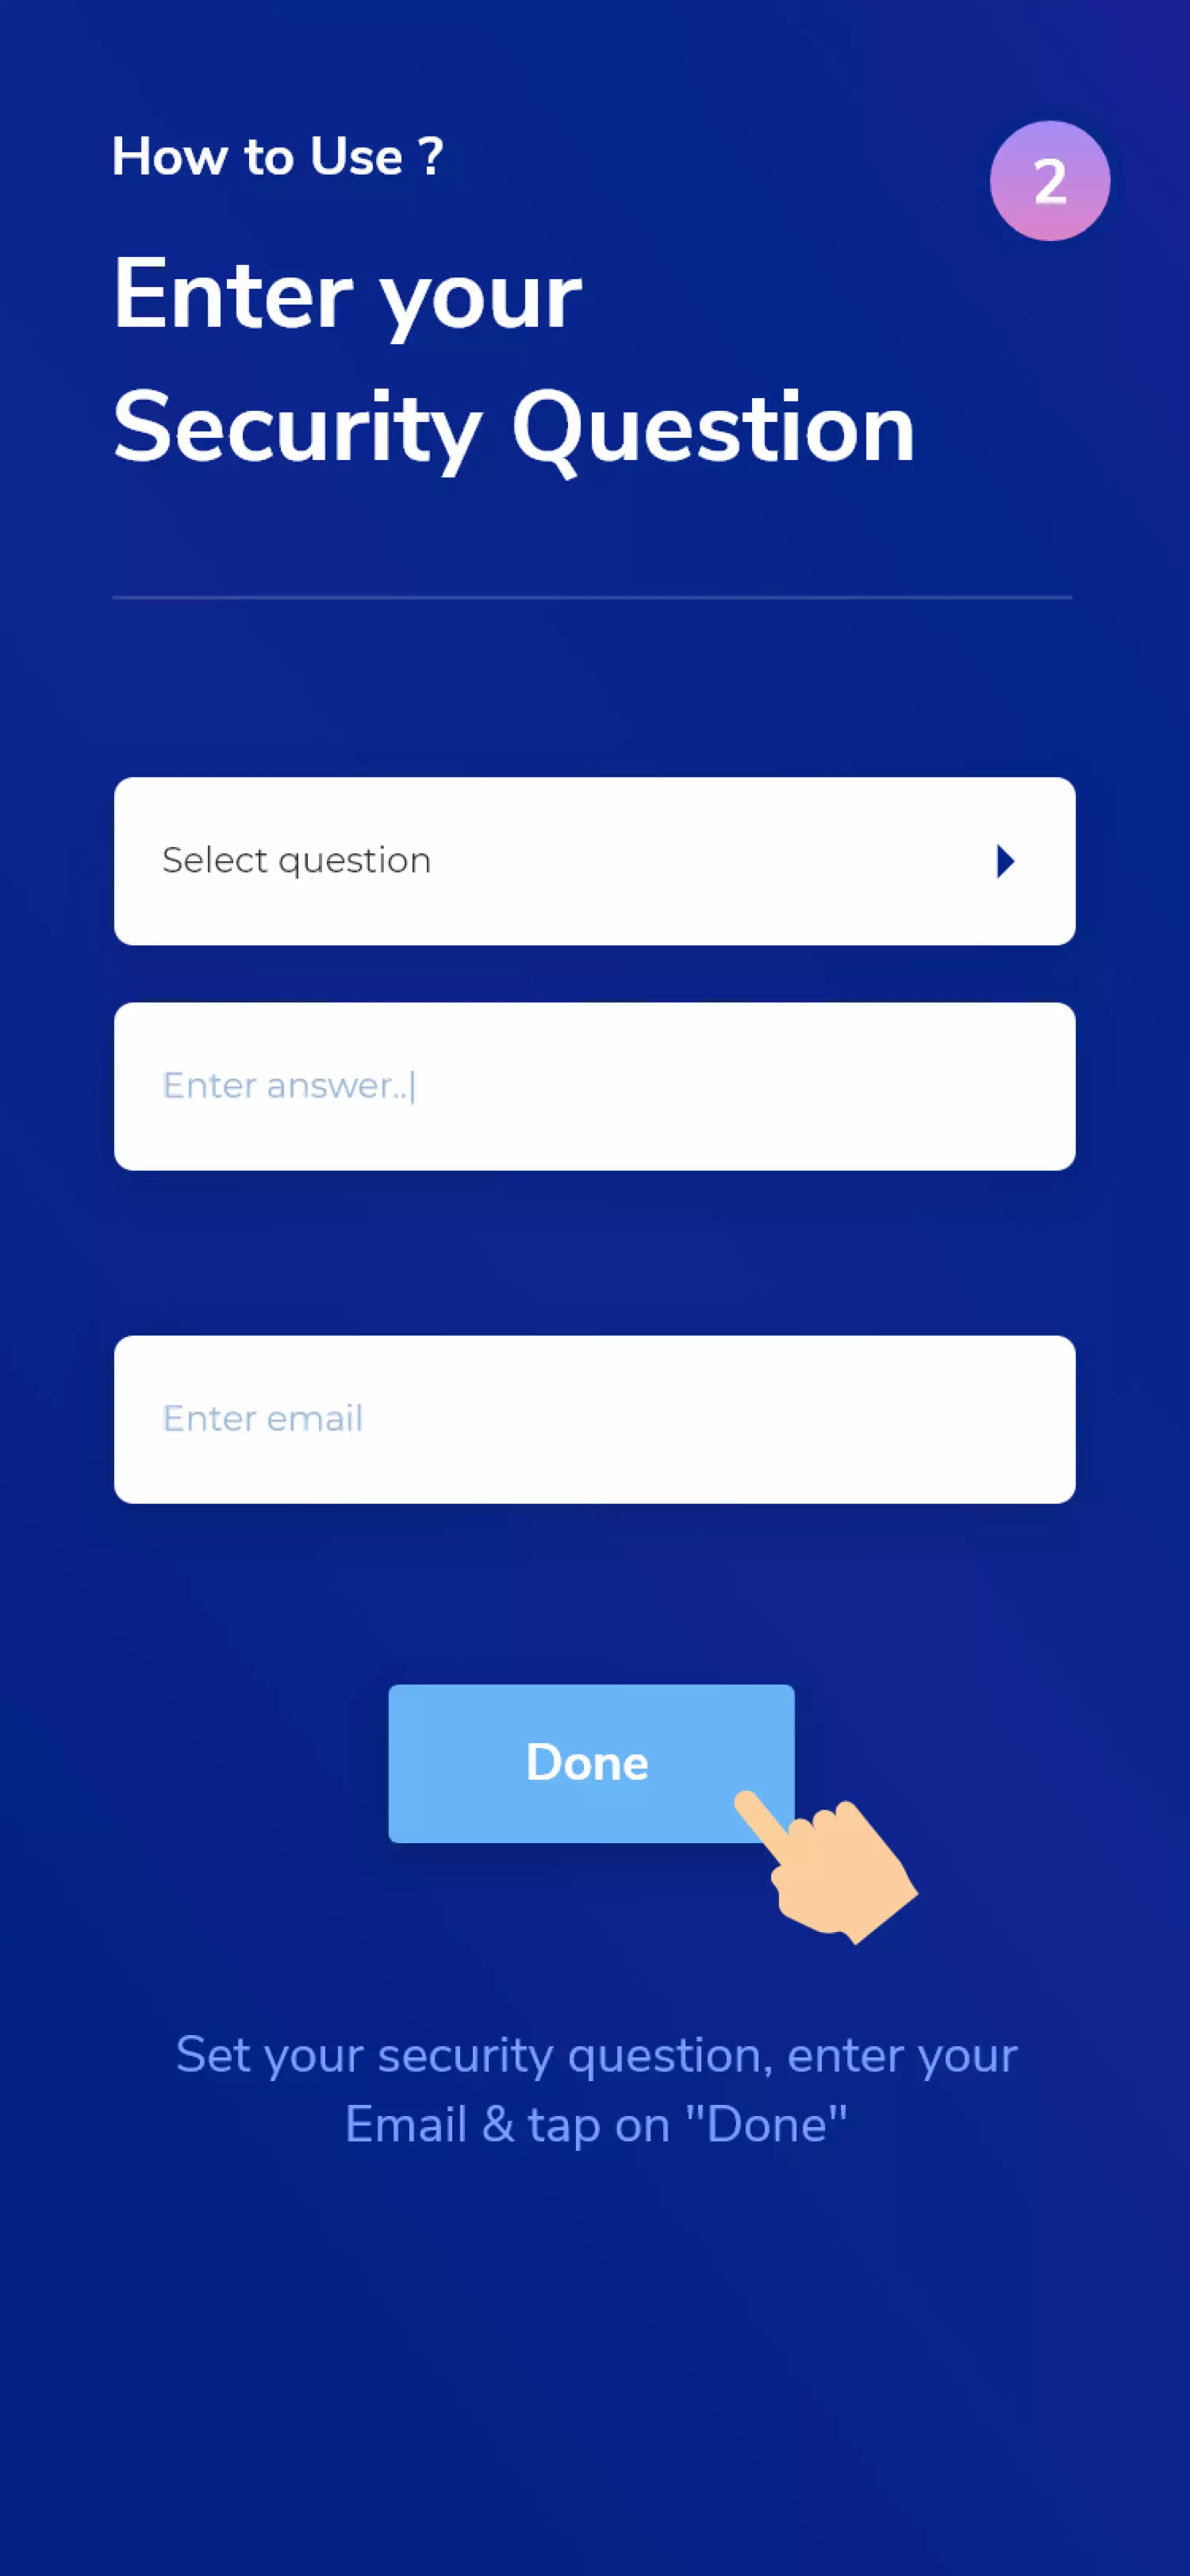 How to Use ?
2
Enter your
Security Question
Select question
Enter answer..|
Enter email
Done
Set your security question, enter your
Email & tap on "Done"